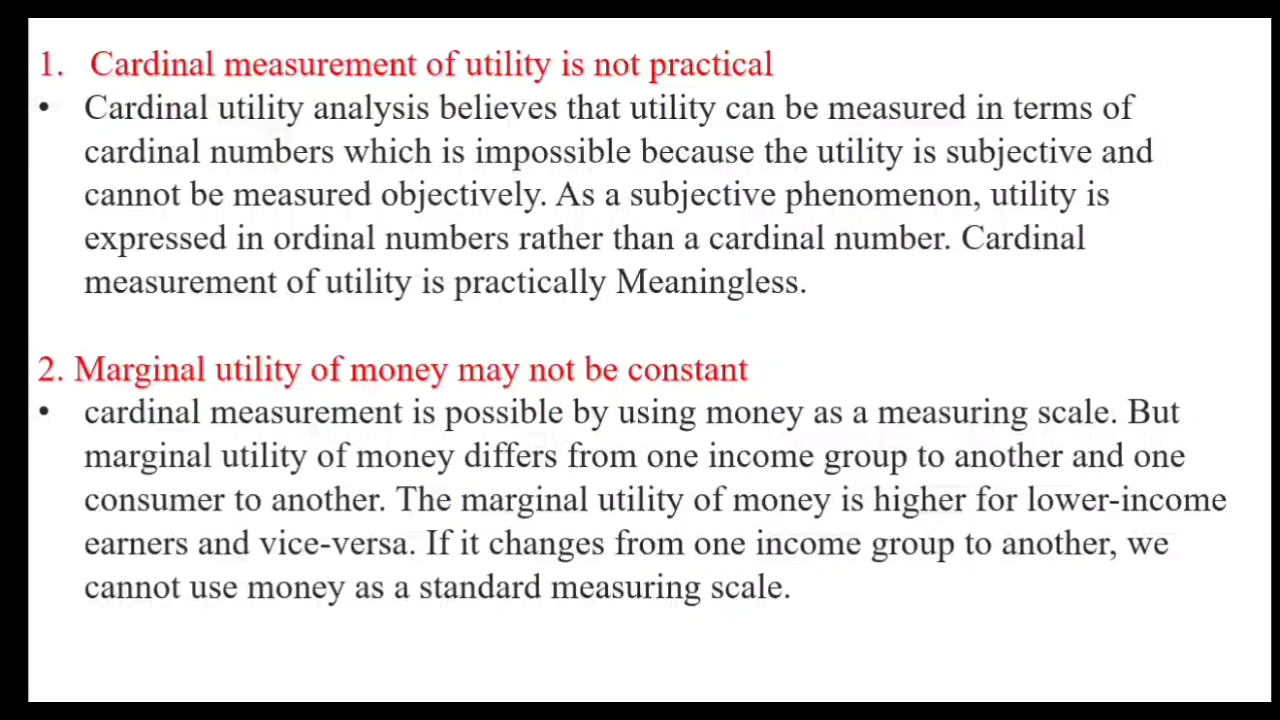 1. Cardinal measurement of utility is not practical
• Cardinal utility analysis believes that utility can be measured in terms of
cardinal numbers which is impossible because the utility is subjective and
cannot be measured objectively. As a subjective phenomenon, utility is
expressed in ordinal numbers rather than a cardinal number. Cardinal
measurement of utility is practically Meaningless.
2. Marginal utility of money may not be constant
• cardinal measurement is possible by using money as a measuring scale. But
marginal utility of money differs from one income group to another and one
consumer to another. The marginal utility of money is higher for lower-income
earners and vice-versa. If it changes from one income group to another, we
cannot use money as a standard measuring scale.